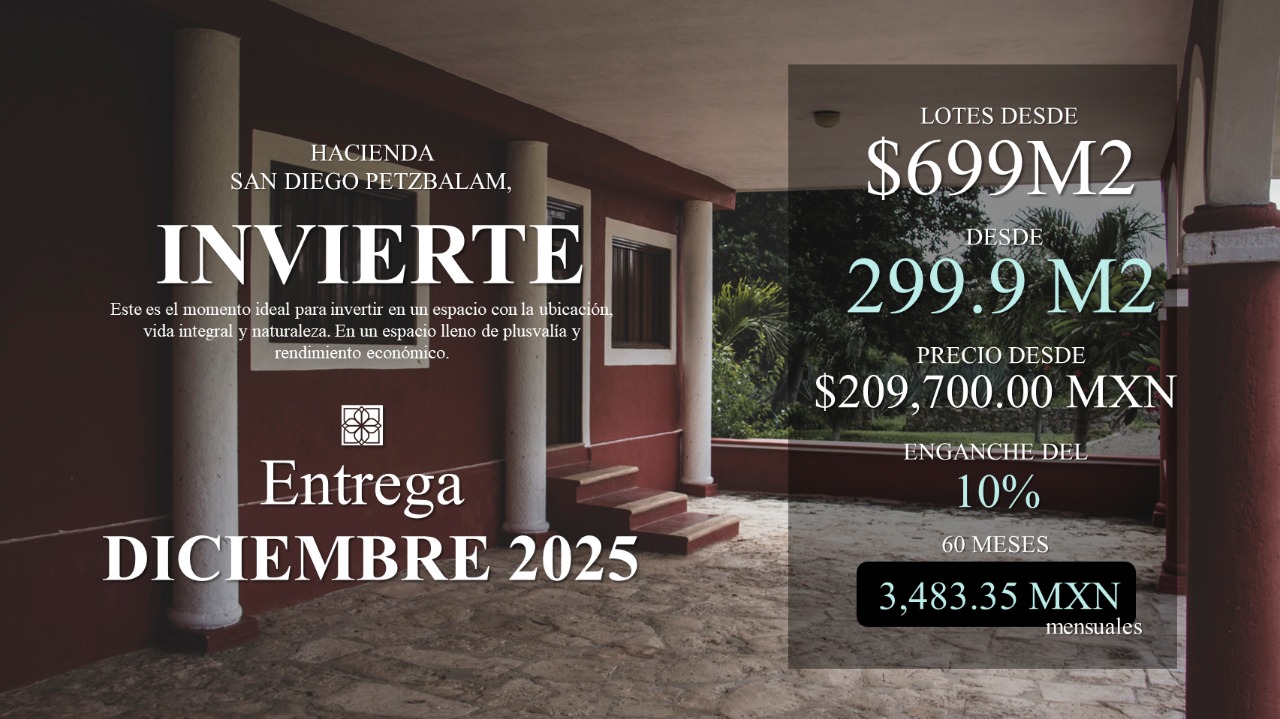 HACIENDA
SAN DIEGO PETZBALAM,
INVIERTE
Este es el momento ideal para invertir en un espacio con la ubicación,
vida integral y naturaleza. En un espacio lleno de plusvalía y
rendimiento económico.
Entrega
DICIEMBRE 2025
LOTES DESDE
$699M2
DESDE
299.9 M2
PRECIO DESDE
$209,700.00 MXN
ENGANCHE DEL
10%
60 MESES
3,483.35 MXN
mensuales